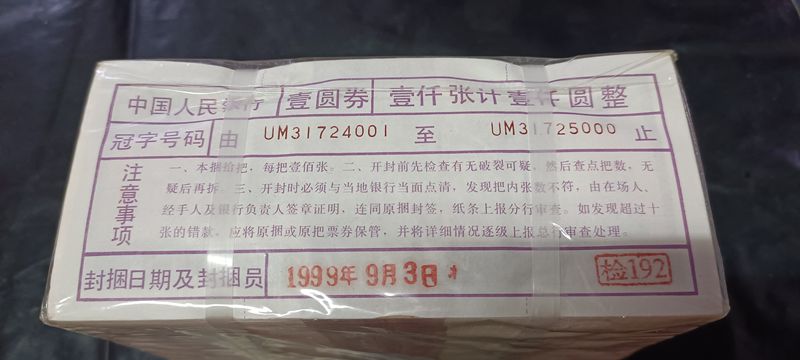 中国人民银行 壹圆券 壹仟张计壹仟圆整
冠字号码 由 UM31724001 至 UM31725000 止
注意事项
一、本捆拾把，每把壹佰张。二、开封前先检查有无破裂可疑，然后查点把数，无
疑后再拆。三、开封时必须与当地银行当面点清，发现把内张数不符，由在场人、
经手人及银行负责人签章证明，连同原捆封签，纸条上报分行审查。如发现超过十
张的错款，应将原捆或原把票券保管，并将详细情况逐级上报总行审查处理。
封捆日期及封捆员 1999年9月3日 检192